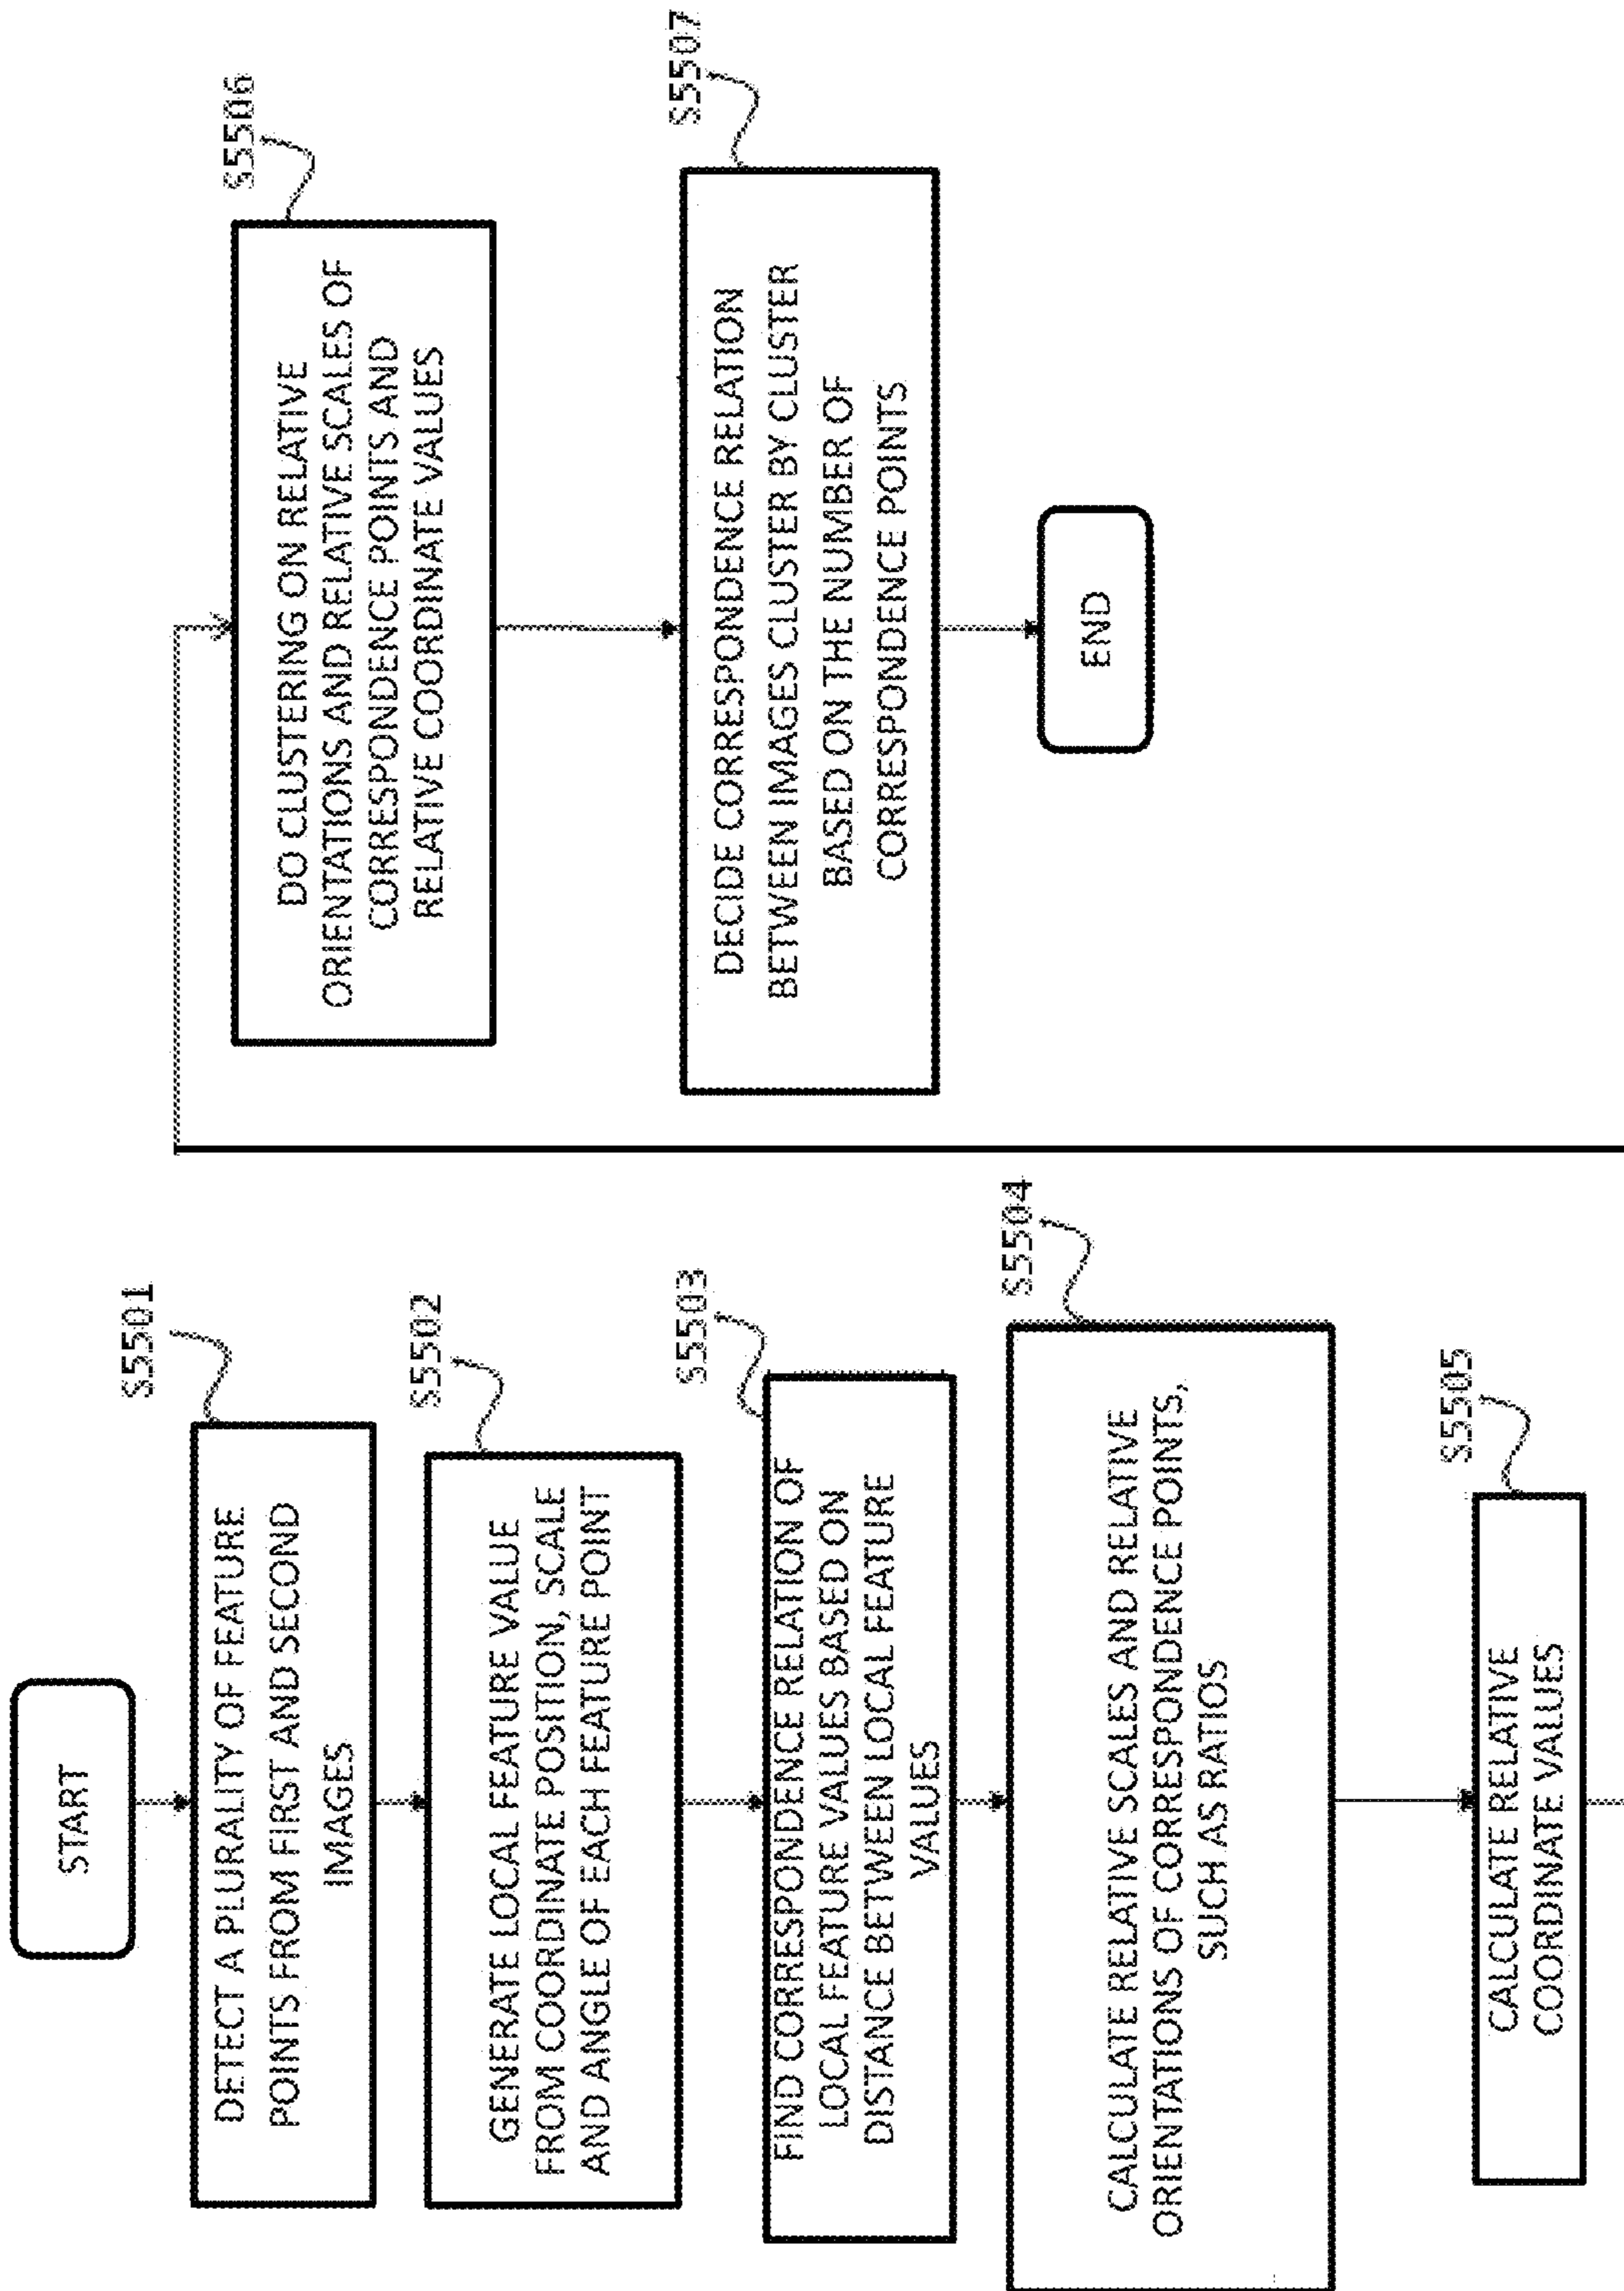 START
S5501
DETECT A PLURALITY OF FEATURE
POINTS FROM FIRST AND SECOND
IMAGES
S5502
GENERATE LOCAL FEATURE VALUE
FROM COORDINATE POSITION, SCALE
AND ANGLE OF EACH FEATURE POINT
S5503
FIND CORRESPONDENCE RELATION OF
LOCAL FEATURE VALUES BASED ON
DISTANCE BETWEEN LOCAL FEATURE
VALUES
S5504
CALCULATE RELATIVE SCALES AND RELATIVE
ORIENTATIONS OF CORRESPONDENCE POINTS,
SUCH AS RATIOS
S5505
CALCULATE RELATIVE
COORDINATE VALUES
S5506
DO CLUSTERING ON RELATIVE
ORIENTATIONS AND RELATIVE SCALES OF
CORRESPONDENCE POINTS AND
RELATIVE COORDINATE VALUES
S5507
DECIDE CORRESPONDENCE RELATION
BETWEEN IMAGES CLUSTER BY CLUSTER
BASED ON THE NUMBER OF
CORRESPONDENCE POINTS
END